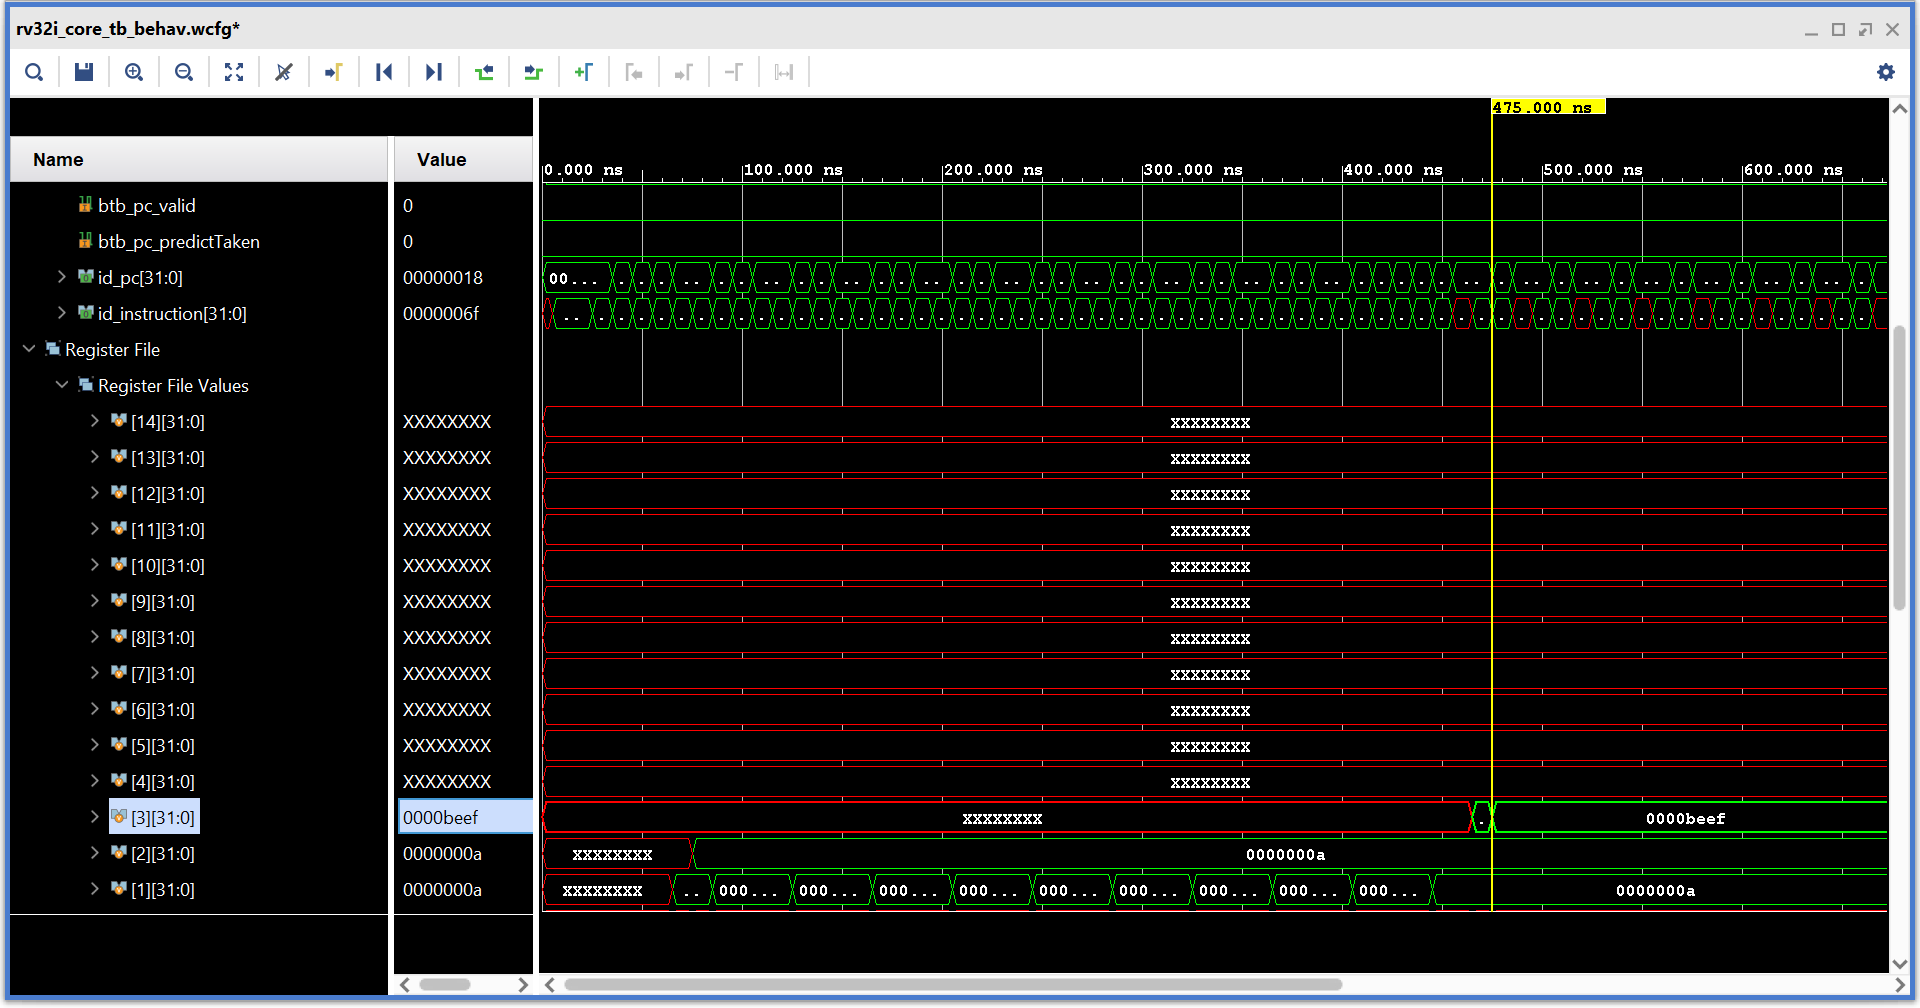 rv32i_core_tb_behav.wcfg*
475.000 ns
Name Value
0.000 ns 100.000 ns 200.000 ns 300.000 ns 400.000 ns 500.000 ns 600.000 ns
btb_pc_valid 0
btb_pc_predictTaken 0
id_pc[31:0] 00000018 00... . . . .. . . .. . . .. . . .. . . .. . . .. . . .. . . .. . . .. . . .. . .. . .. . .. . .. . .. .
id_instruction[31:0] 0000006f .. . . . . . . . . . . . . . . . . . . . . . . . . . . . . . . . . . . . . . . . . . . . . . . . . . . . . . . .
Register File
Register File Values
[14][31:0] XXXXXXXX XXXXXXXX
[13][31:0] XXXXXXXX XXXXXXXX
[12][31:0] XXXXXXXX XXXXXXXX
[11][31:0] XXXXXXXX XXXXXXXX
[10][31:0] XXXXXXXX XXXXXXXX
[9][31:0] XXXXXXXX XXXXXXXX
[8][31:0] XXXXXXXX XXXXXXXX
[7][31:0] XXXXXXXX XXXXXXXX
[6][31:0] XXXXXXXX XXXXXXXX
[5][31:0] XXXXXXXX XXXXXXXX
[4][31:0] XXXXXXXX XXXXXXXX
[3][31:0] 0000beef XXXXXXXX . 0000beef
[2][31:0] 0000000a XXXXXXXX 0000000a
[1][31:0] 0000000a XXXXXXXX .. 000... 000... 000... 000... 000... 000... 000... 000... 000... 0000000a